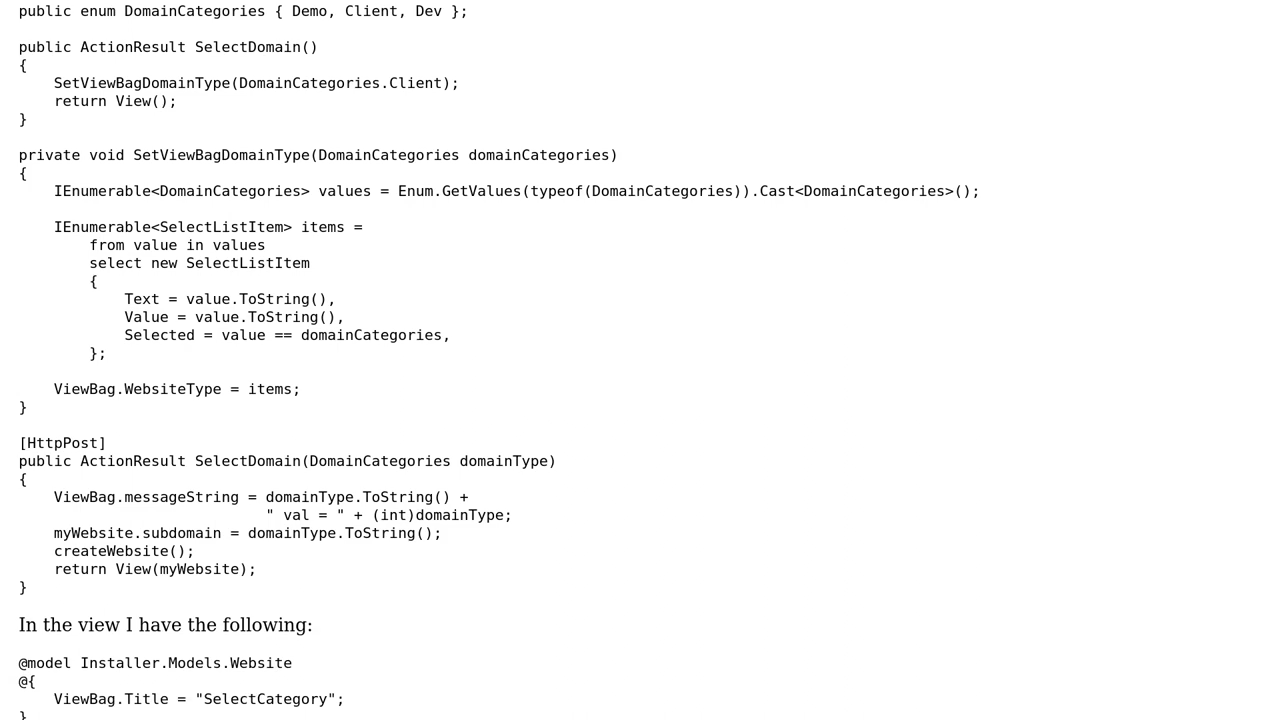 public enum DomainCategories { Demo, Client, Dev };
public ActionResult SelectDomain()
{
    SetViewBagDomainType(DomainCategories.Client);
    return View();
}
private void SetViewBagDomainType(DomainCategories domainCategories)
{
    IEnumerable<DomainCategories> values = Enum.GetValues(typeof(DomainCategories)).Cast<DomainCategories>();
    IEnumerable<SelectListItem> items =
        from value in values
        select new SelectListItem
        {
            Text = value.ToString(),
            Value = value.ToString(),
            Selected = value == domainCategories,
        };
    ViewBag.WebsiteType = items;
}
[HttpPost]
public ActionResult SelectDomain(DomainCategories domainType)
{
    ViewBag.messageString = domainType.ToString() +
                            " val = " + (int)domainType;
    myWebsite.subdomain = domainType.ToString();
    createWebsite();
    return View(myWebsite);
}
In the view I have the following:
@model Installer.Models.Website
@{
    ViewBag.Title = "SelectCategory";
}